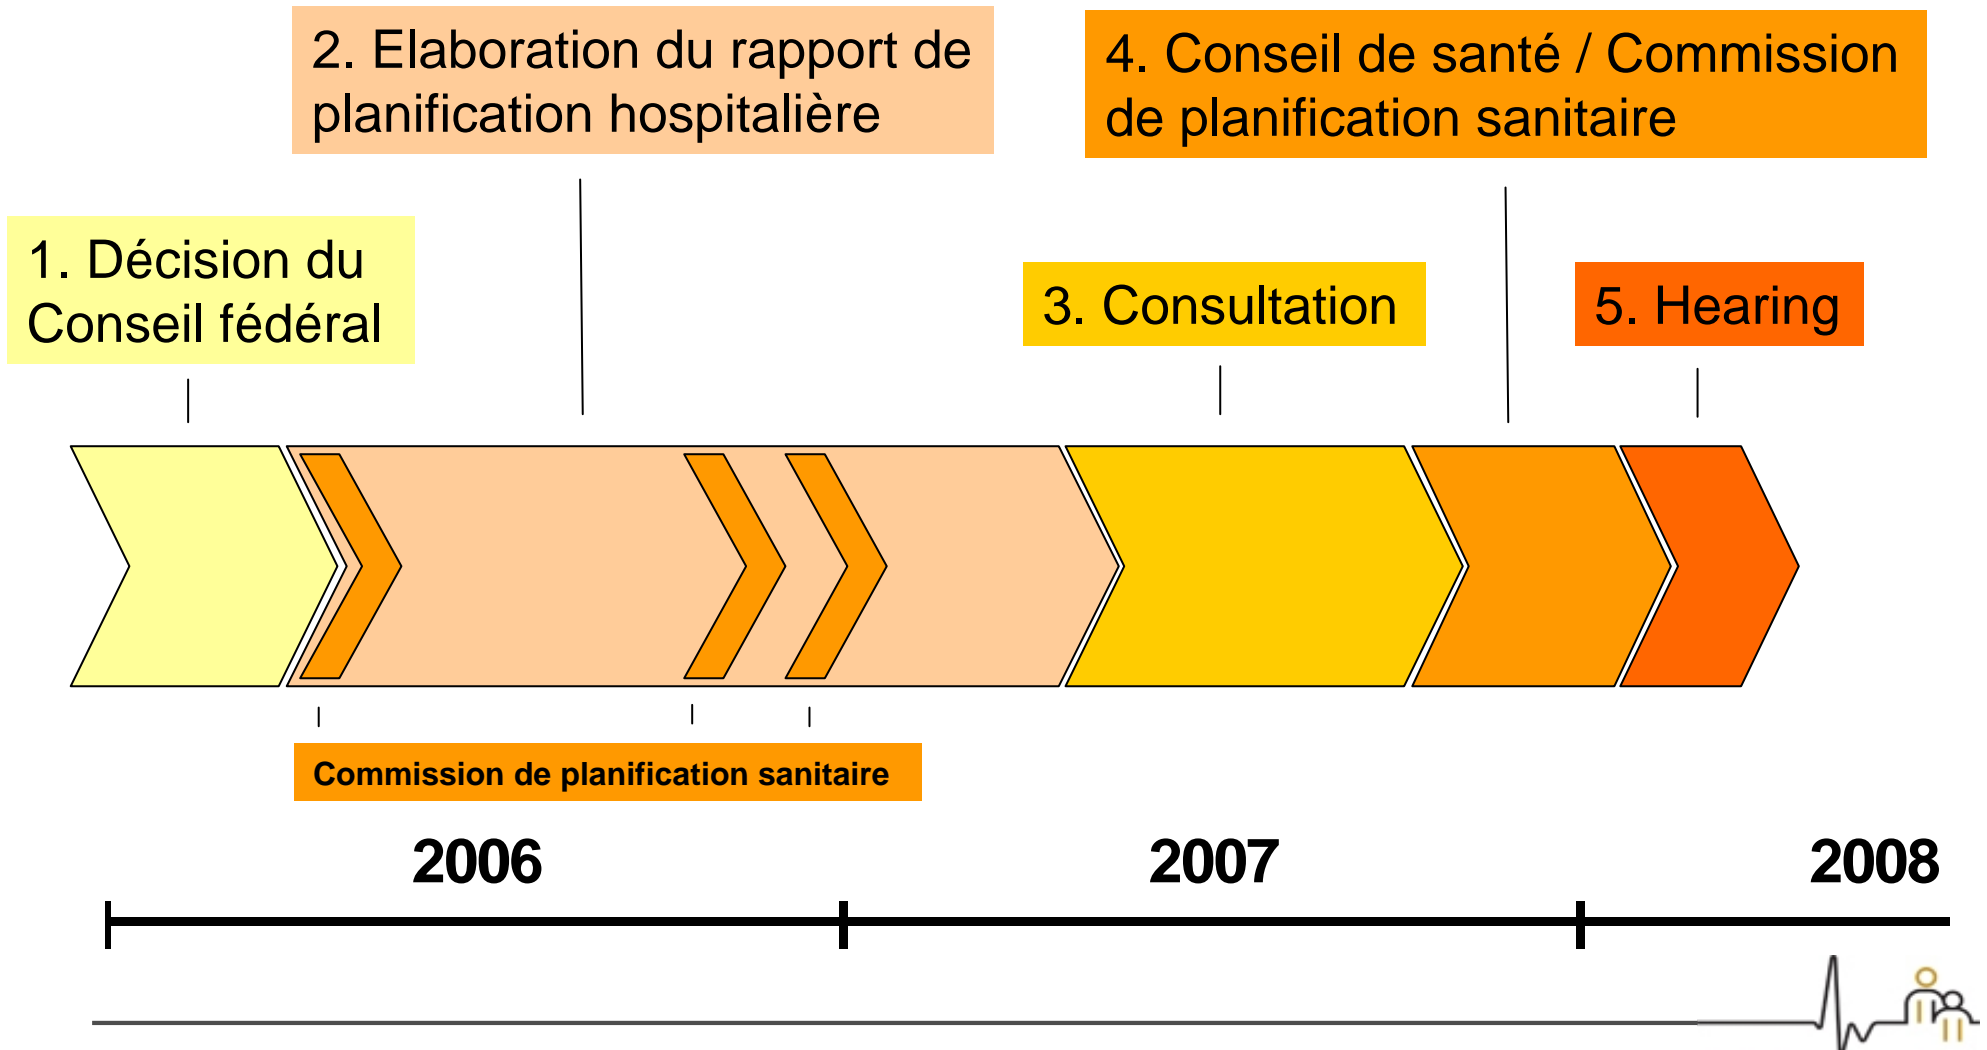 2. Elaboration du rapport de
planification hospitalière
4. Conseil de santé / Commission
de planification sanitaire
1. Décision du
Conseil fédéral
3. Consultation
5. Hearing
Commission de planification sanitaire
2006
2007
2008